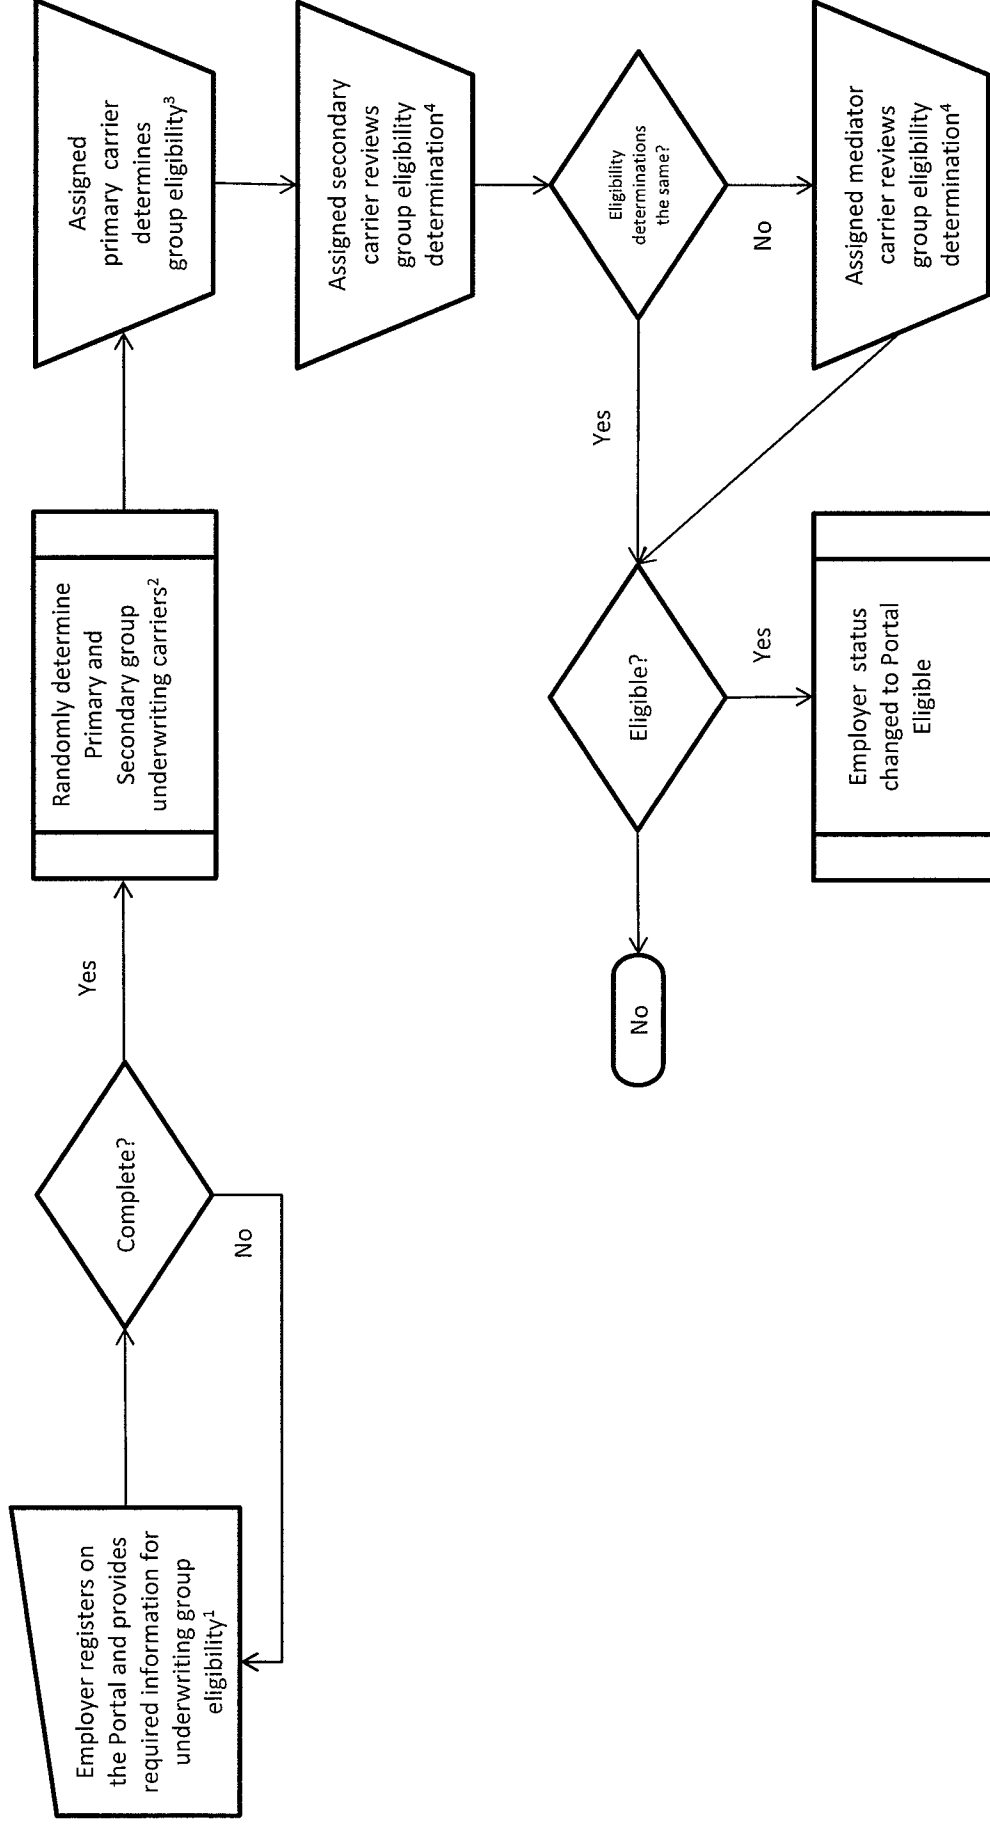 Employer registers on
the Portal and provides
required information for
underwriting group
eligibility¹
Complete?
No
Yes
Randomly determine
Primary and
Secondary group
underwriting carriers²
Assigned
primary carrier
determines
group eligibility³
Assigned secondary
carrier reviews
group eligibility
determination⁴
Eligibility
determinations
the same?
Yes
No
Assigned mediator
carrier reviews
group eligibility
determination⁴
Eligible?
No
Yes
Employer status
changed to Portal
Eligible